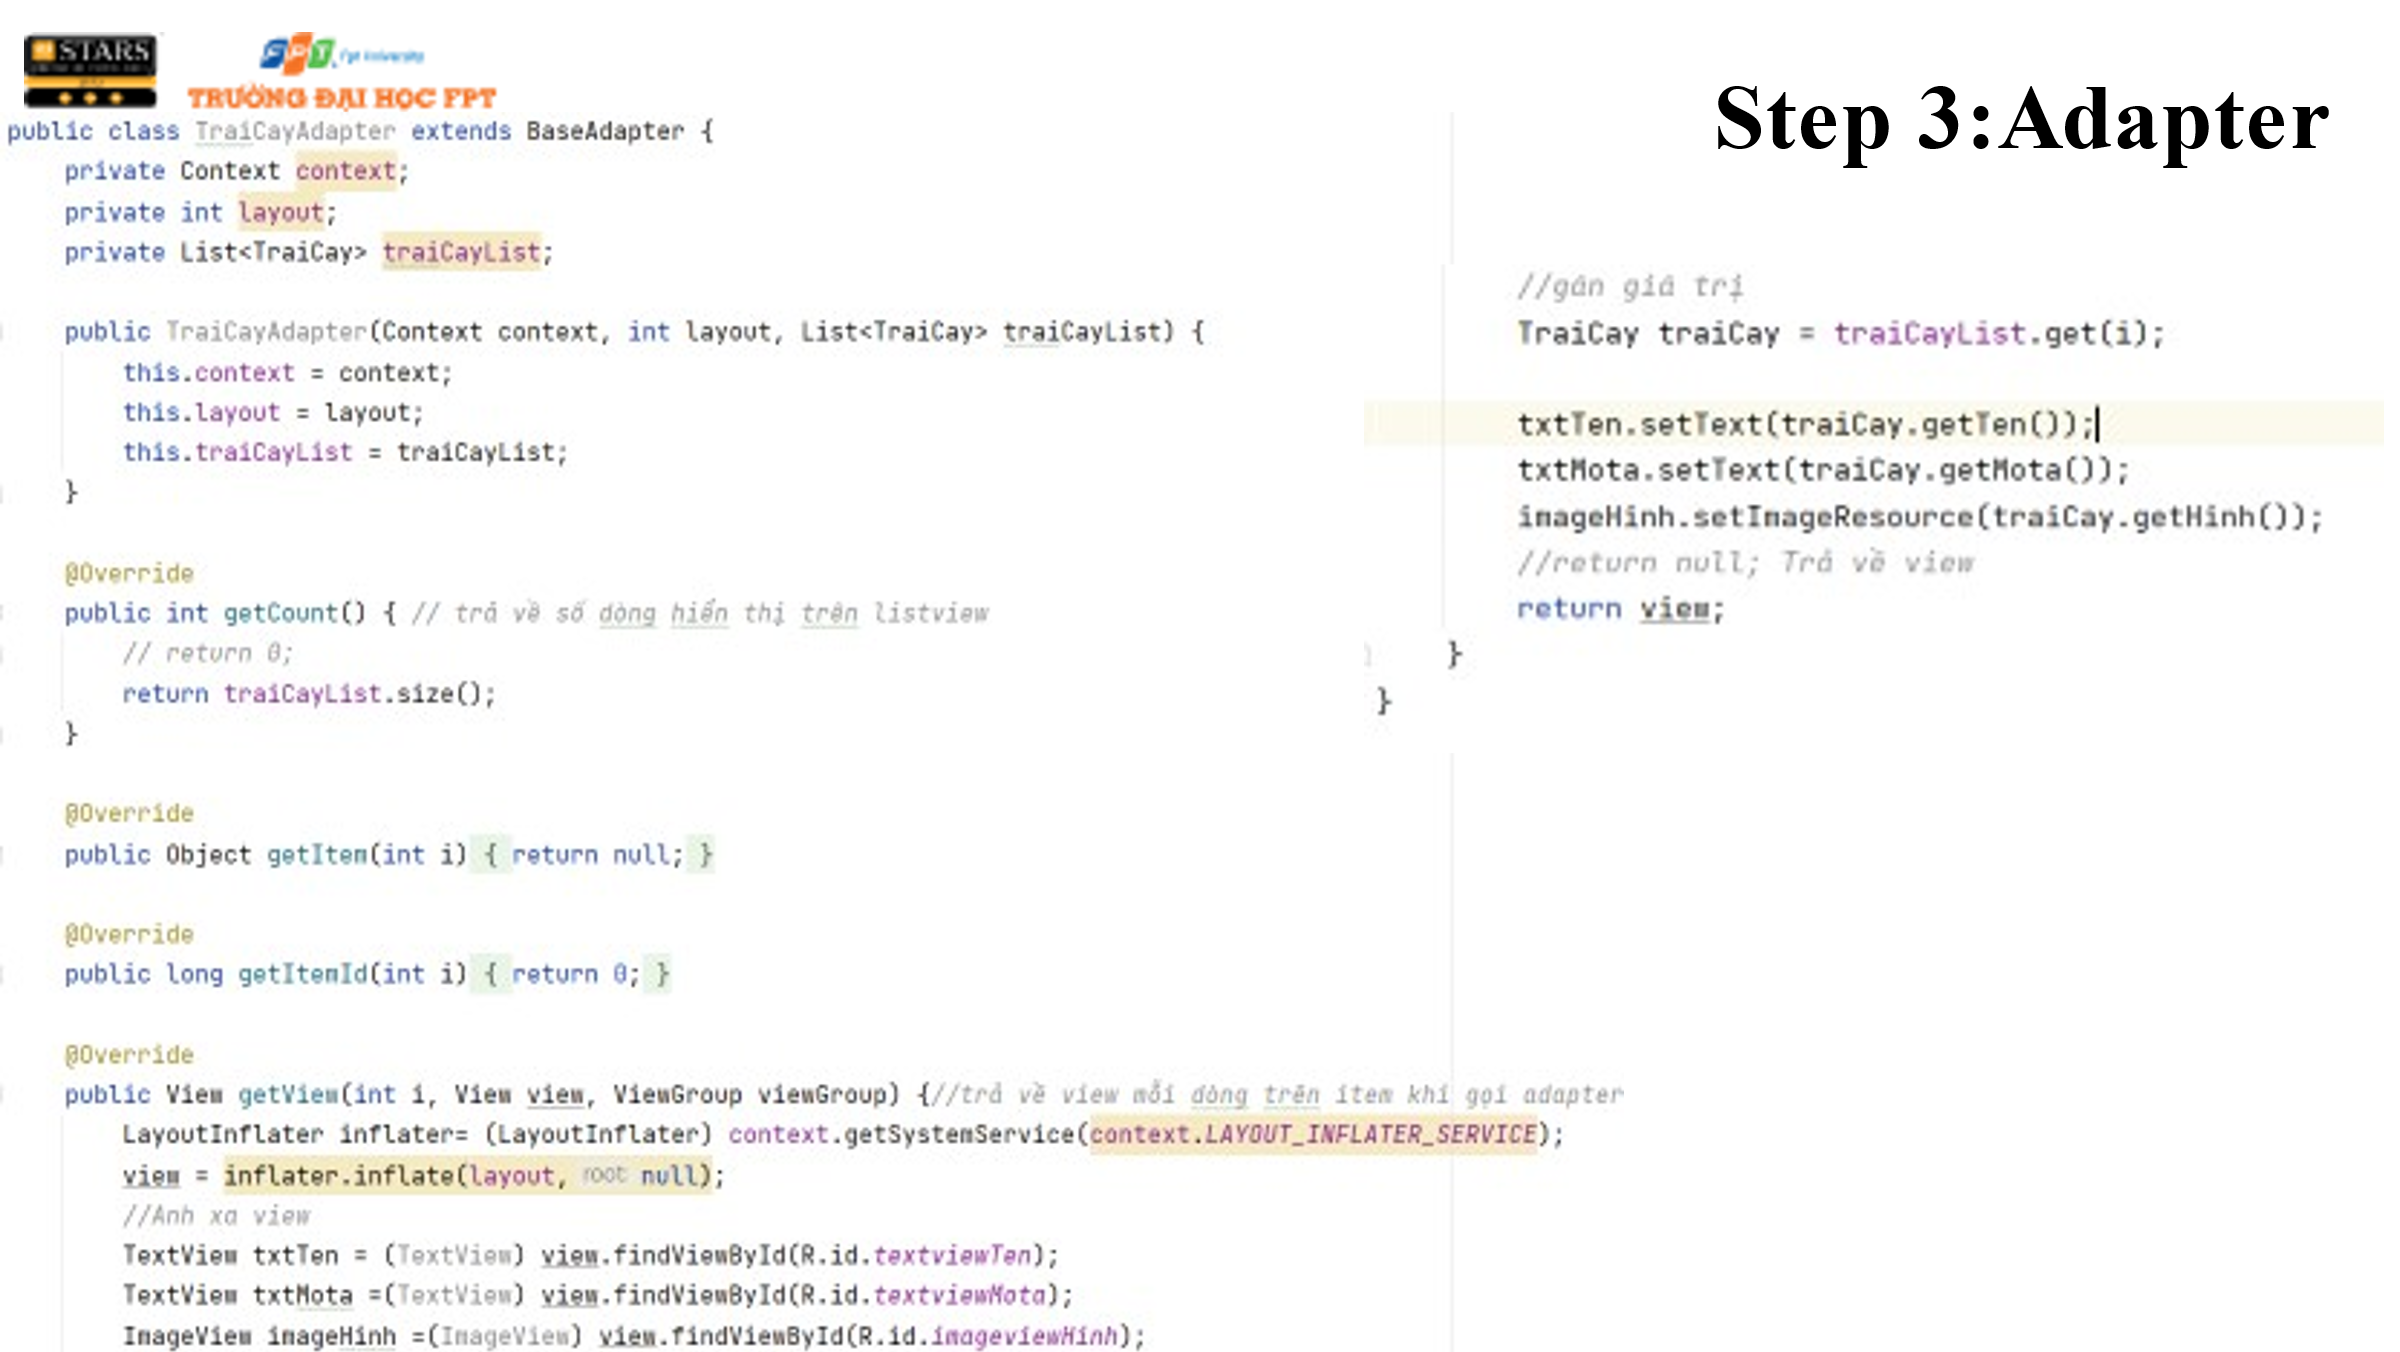 STARS
FPT Fpt University
TRƯỜNG ĐẠI HỌC FPT
Step 3:Adapter
public class TraiCayAdapter extends BaseAdapter {
private Context context;
private int layout;
private List<TraiCay> traiCayList;
public TraiCayAdapter(Context context, int layout, List<TraiCay> traiCayList) {
this.context = context;
this.layout = layout;
this.traiCayList = traiCayList;
}
@Override
public int getCount() { // trả về số dòng hiển thị trên listview
// return 0;
return traiCayList.size();
}
@Override
public Object getItem(int i) { return null; }
@Override
public long getItemId(int i) { return 0; }
@Override
public View getView(int i, View view, ViewGroup viewGroup) {//trả về view mỗi dòng trên item khi gọi adapter
LayoutInflater inflater= (LayoutInflater) context.getSystemService(context.LAYOUT_INFLATER_SERVICE);
view = inflater.inflate(layout, root: null);
//Anh xa view
TextView txtTen = (TextView) view.findViewById(R.id.textviewTen);
TextView txtMota =(TextView) view.findViewById(R.id.textviewMota);
ImageView imageHinh =(ImageView) view.findViewById(R.id.imageviewHinh);
//gán giá trị
TraiCay traiCay = traiCayList.get(i);
txtTen.setText(traiCay.getTen());
txtMota.setText(traiCay.getMota());
imageHinh.setImageResource(traiCay.getHinh());
//return null; Trả về view
return view;
}
}